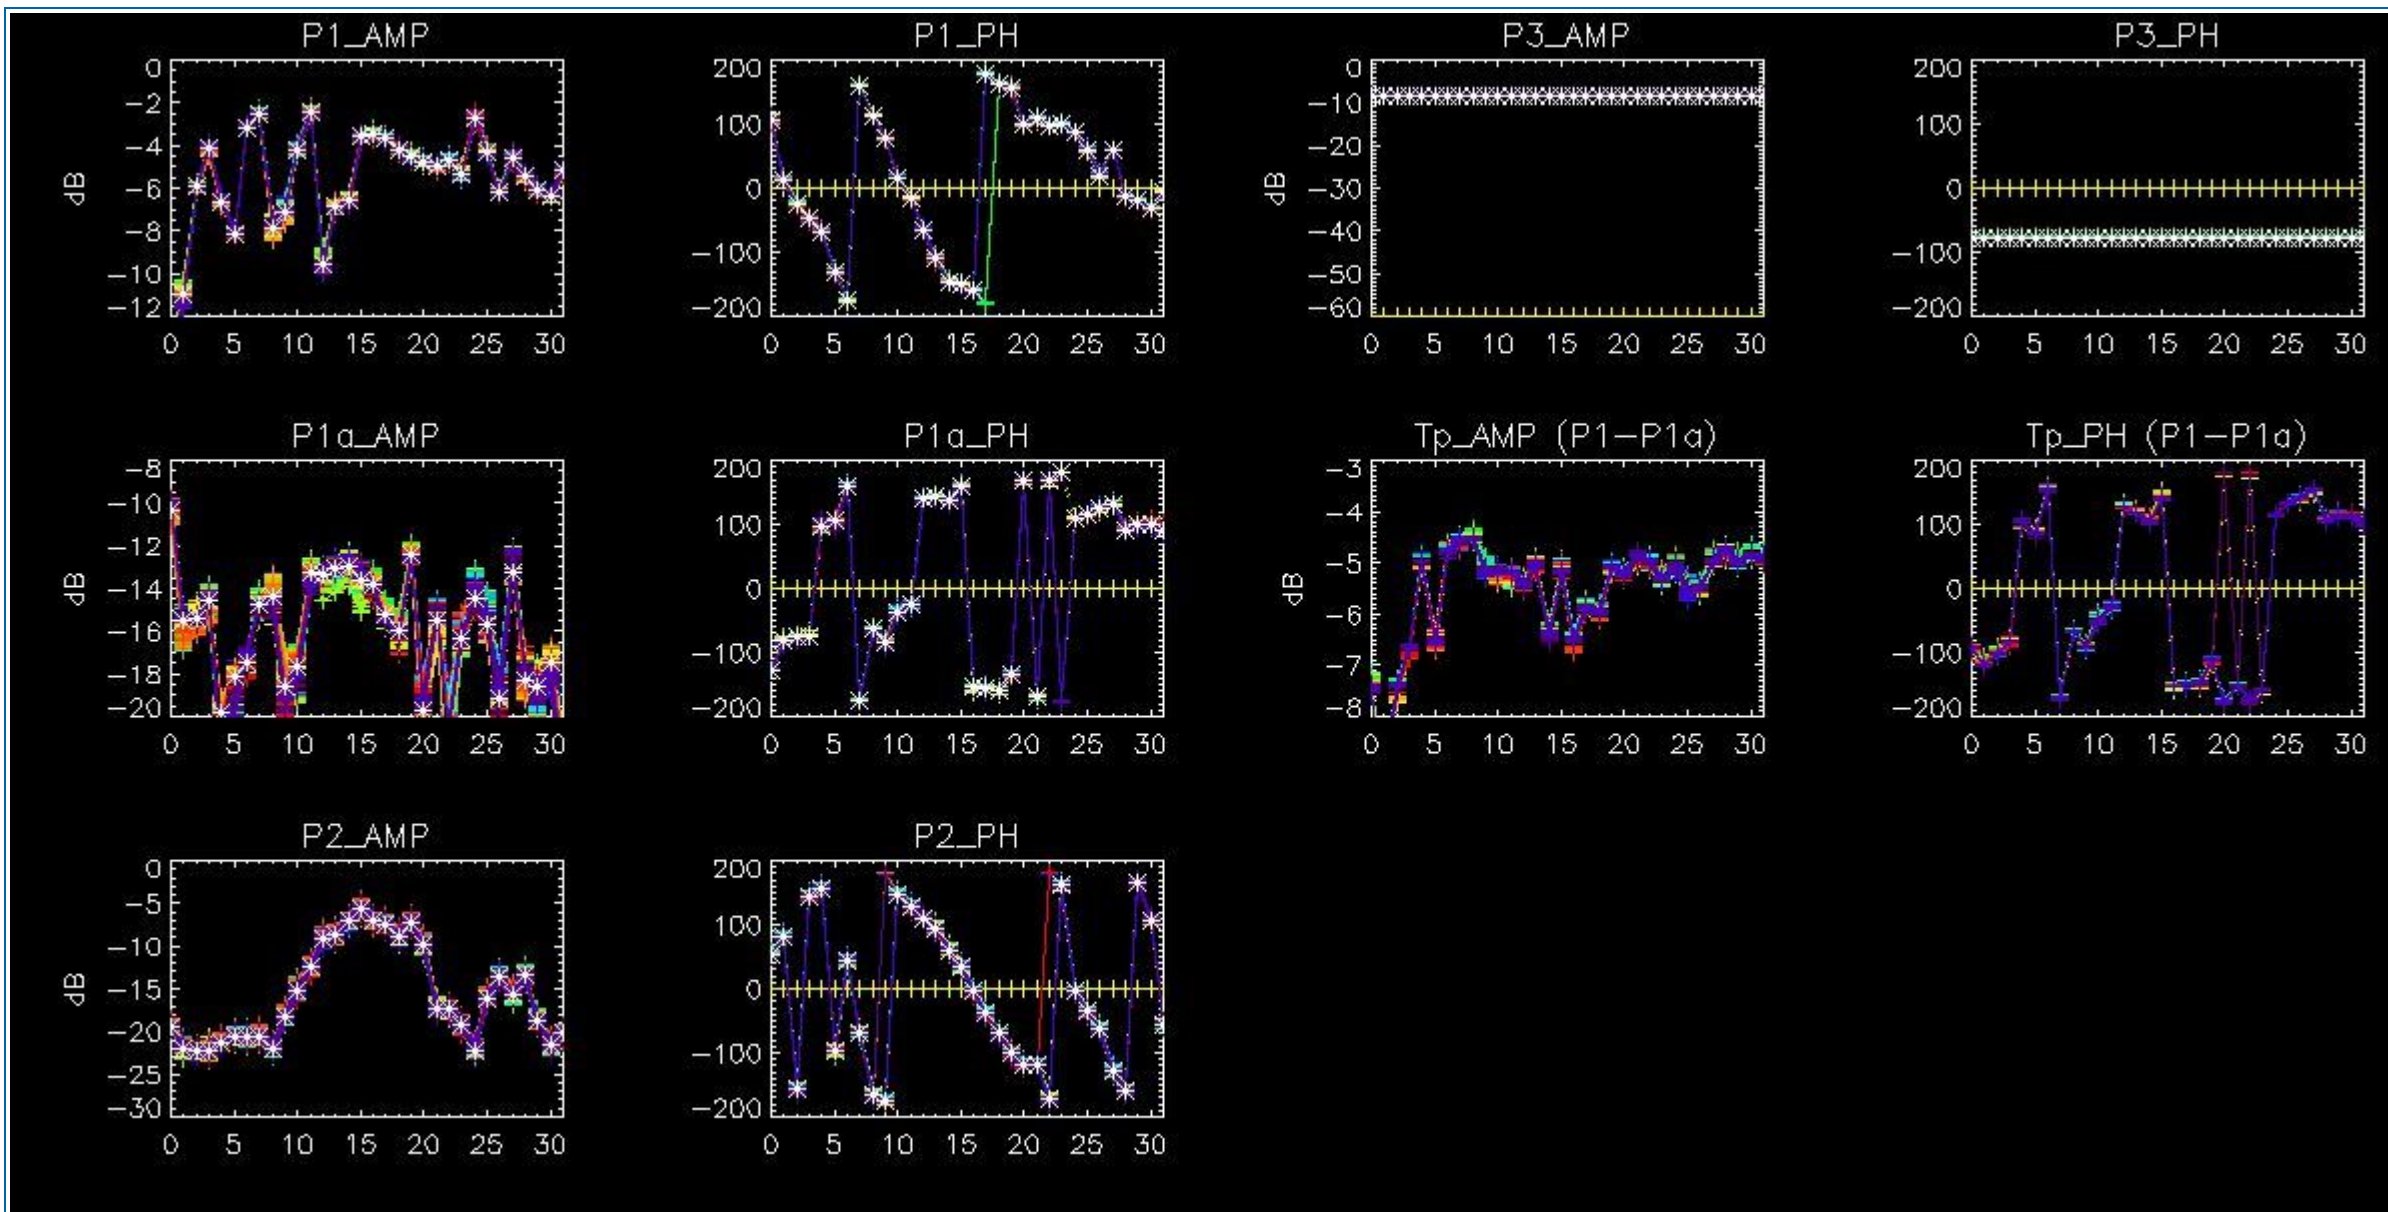 P1_AMP
P1_PH
P3_AMP
P3_PH
0
−2
−4
−6
−8
−10
−12
dB
0 5 10 15 20 25 30
200
100
0
−100
−200
0 5 10 15 20 25 30
0
−10
−20
−30
−40
−50
−60
dB
0 5 10 15 20 25 30
200
100
0
−100
−200
0 5 10 15 20 25 30
P1a_AMP
P1a_PH
Tp_AMP (P1−P1a)
Tp_PH (P1−P1a)
−8
−10
−12
−14
−16
−18
−20
dB
0 5 10 15 20 25 30
200
100
0
−100
−200
0 5 10 15 20 25 30
−3
−4
−5
−6
−7
−8
dB
0 5 10 15 20 25 30
200
100
0
−100
−200
0 5 10 15 20 25 30
P2_AMP
P2_PH
0
−5
−10
−15
−20
−25
−30
dB
0 5 10 15 20 25 30
200
100
0
−100
−200
0 5 10 15 20 25 30